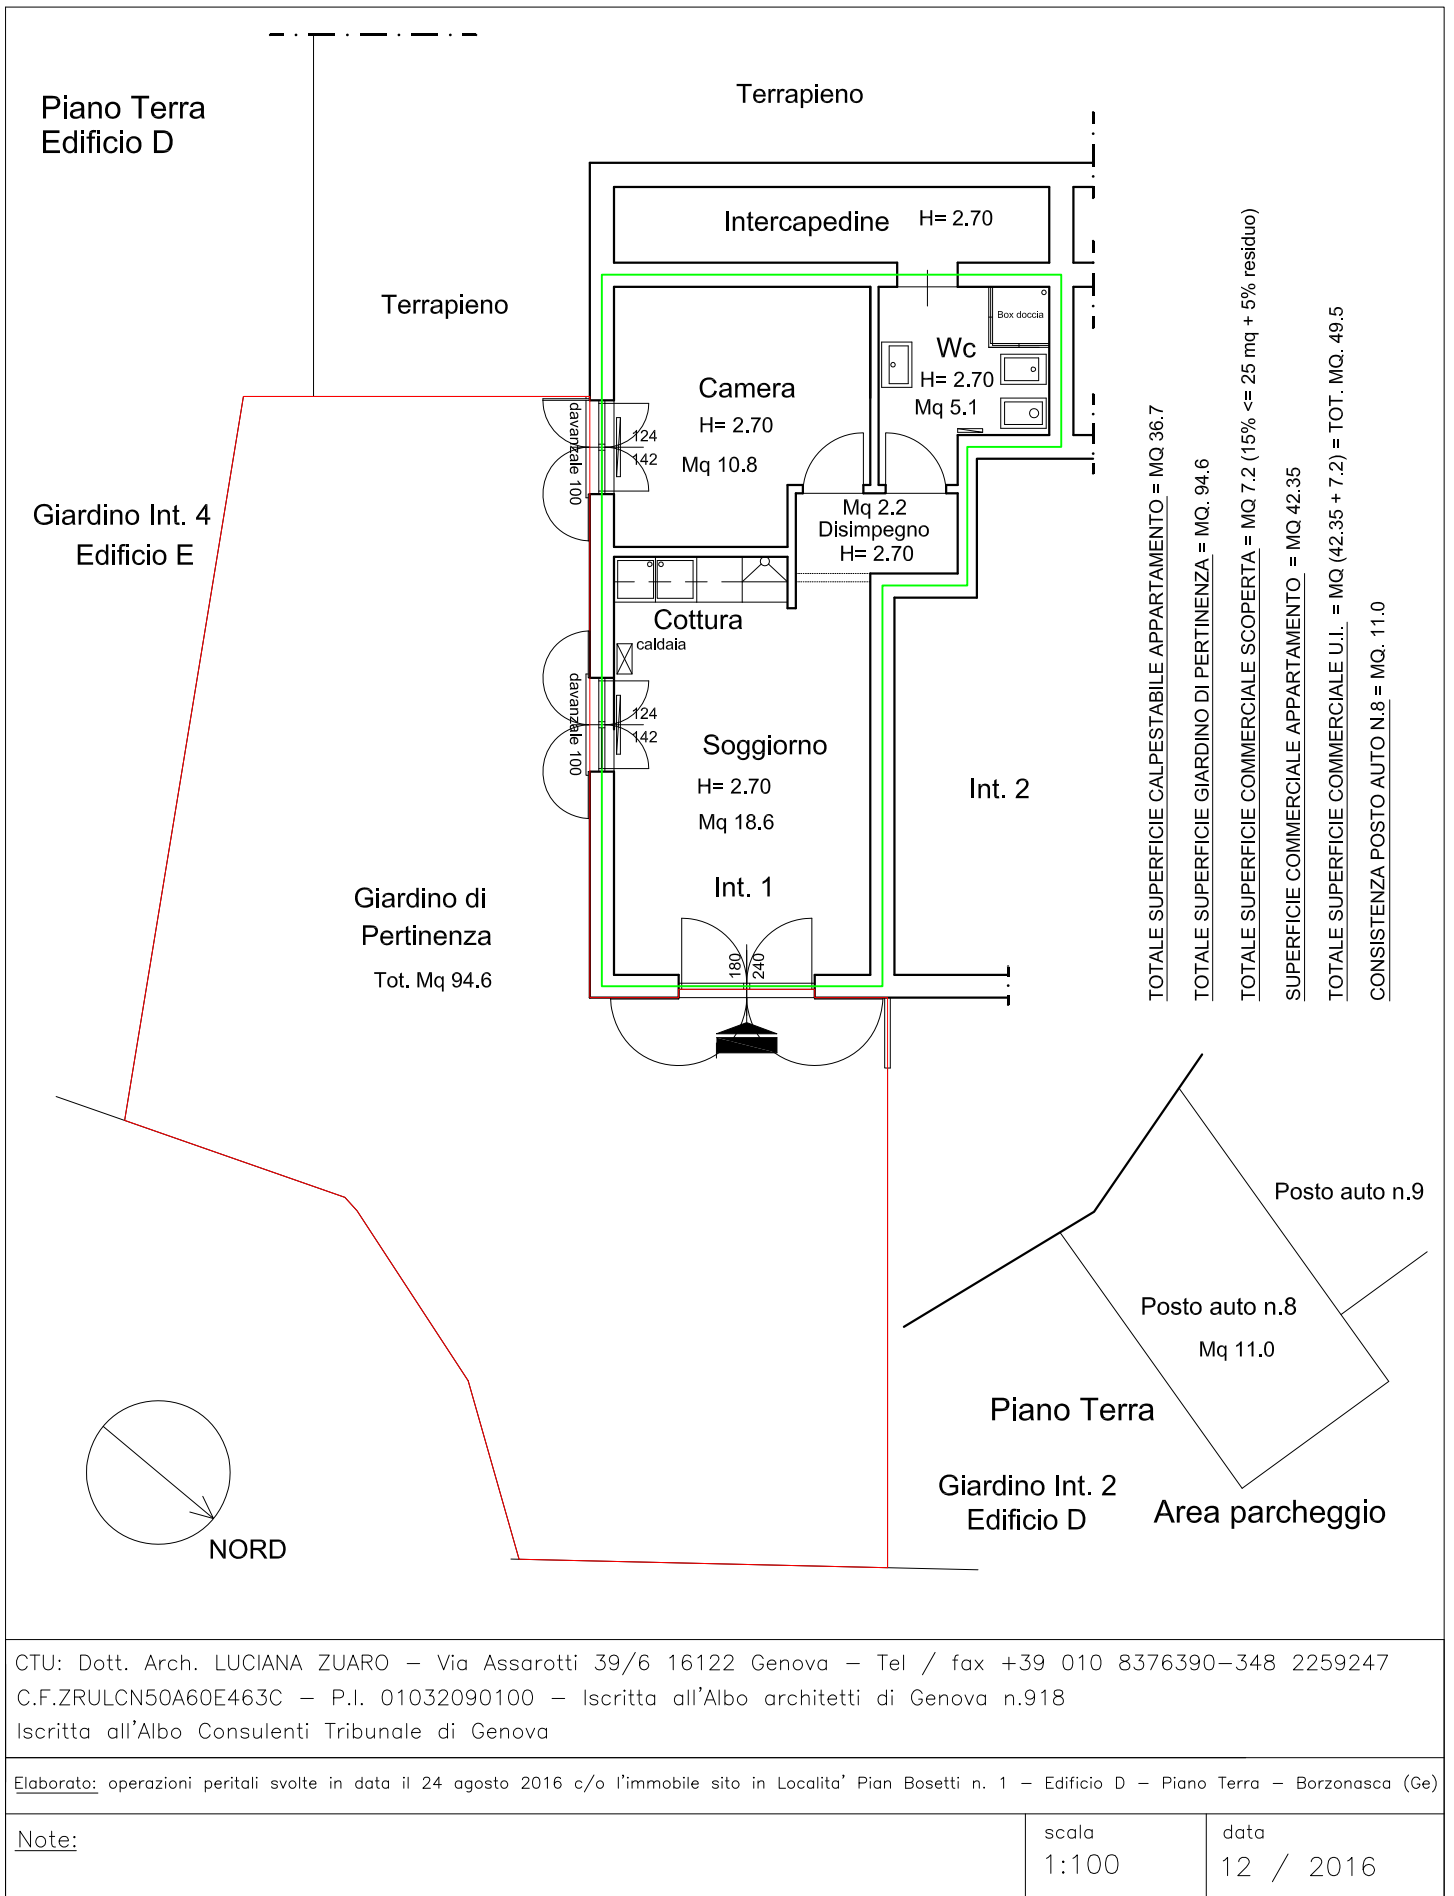 Piano Terra
Edificio D
Terrapieno
Intercapedine H= 2.70
Terrapieno
Box doccia
Wc
H= 2.70
Mq 5.1
Camera
H= 2.70
Mq 10.8
davanzale 100
124
142
Giardino Int. 4
Edificio E
Mq 2.2
Disimpegno
H= 2.70
Cottura
caldaia
davanzale 100
124
142
Soggiorno
H= 2.70
Mq 18.6
Int. 2
Int. 1
Giardino di
Pertinenza
Tot. Mq 94.6
180
240
TOTALE SUPERFICIE CALPESTABILE APPARTAMENTO = MQ 36.7
TOTALE SUPERFICIE GIARDINO DI PERTINENZA = MQ. 94.6
TOTALE SUPERFICIE COMMERCIALE SCOPERTA = MQ 7.2 (15% <= 25 mq + 5% residuo)
SUPERFICIE COMMERCIALE APPARTAMENTO = MQ 42.35
TOTALE SUPERFICIE COMMERCIALE U.I. = MQ (42.35 + 7.2) = TOT. MQ. 49.5
CONSISTENZA POSTO AUTO N.8 = MQ. 11.0
Posto auto n.9
Posto auto n.8
Mq 11.0
Piano Terra
Giardino Int. 2
Edificio D
Area parcheggio
NORD
CTU: Dott. Arch. LUCIANA ZUARO – Via Assarotti 39/6 16122 Genova – Tel / fax +39 010 8376390–348 2259247
C.F.ZRULCN50A60E463C – P.I. 01032090100 – Iscritta all'Albo architetti di Genova n.918
Iscritta all'Albo Consulenti Tribunale di Genova
Elaborato: operazioni peritali svolte in data il 24 agosto 2016 c/o l'immobile sito in Localita' Pian Bosetti n. 1 – Edificio D – Piano Terra – Borzonasca (Ge)
Note:
scala
1:100
data
12 / 2016